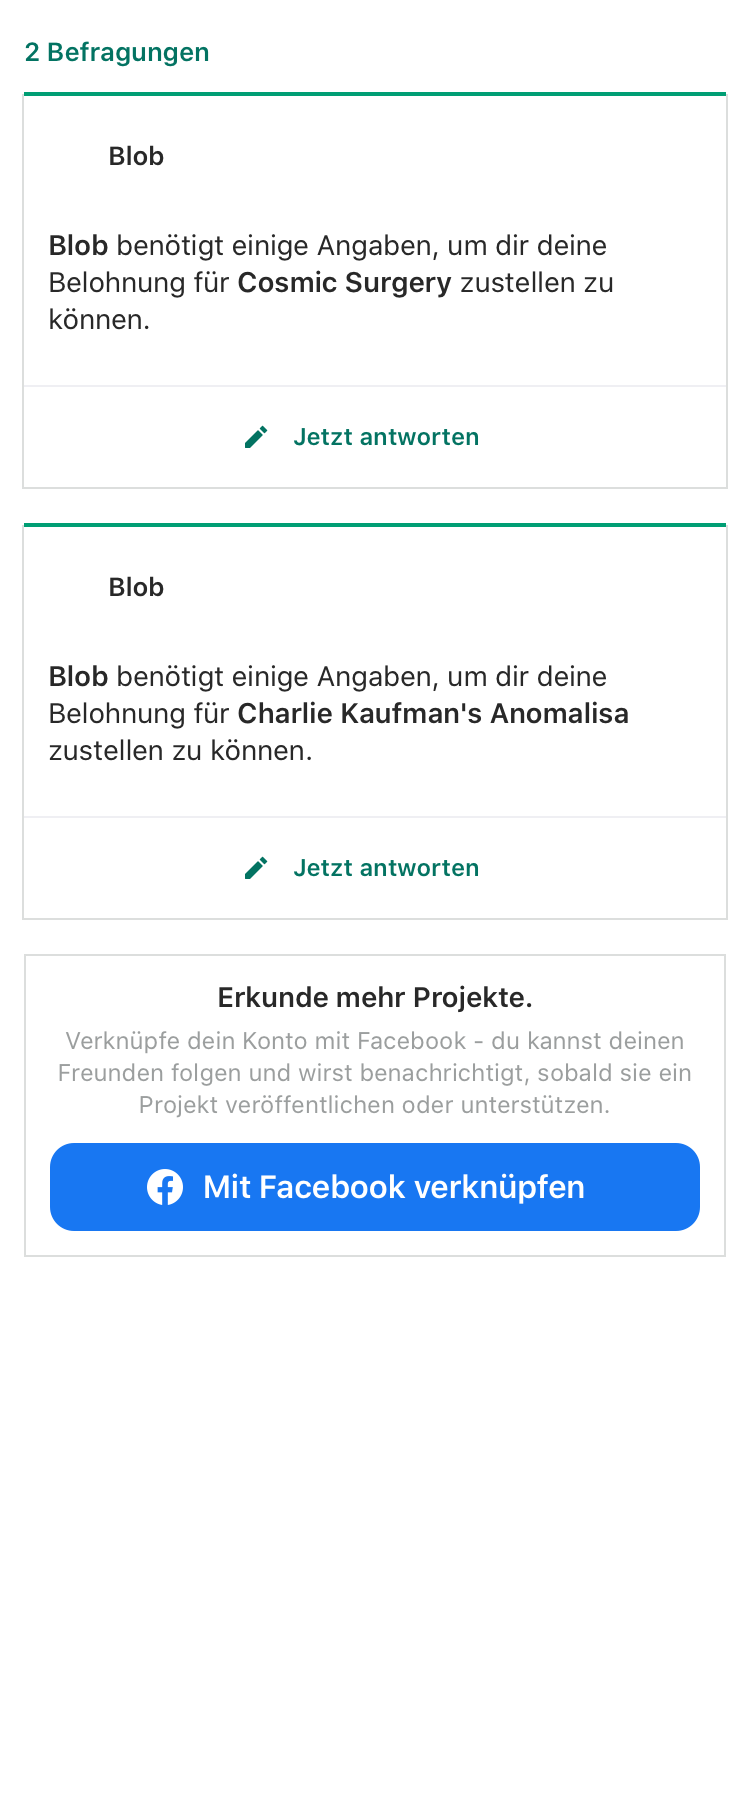 2 Befragungen
Blob
Blob benötigt einige Angaben, um dir deine
Belohnung für Cosmic Surgery zustellen zu
können.
Jetzt antworten
Blob
Blob benötigt einige Angaben, um dir deine
Belohnung für Charlie Kaufman's Anomalisa
zustellen zu können.
Jetzt antworten
Erkunde mehr Projekte.
Verknüpfe dein Konto mit Facebook - du kannst deinen
Freunden folgen und wirst benachrichtigt, sobald sie ein
Projekt veröffentlichen oder unterstützen.
Mit Facebook verknüpfen